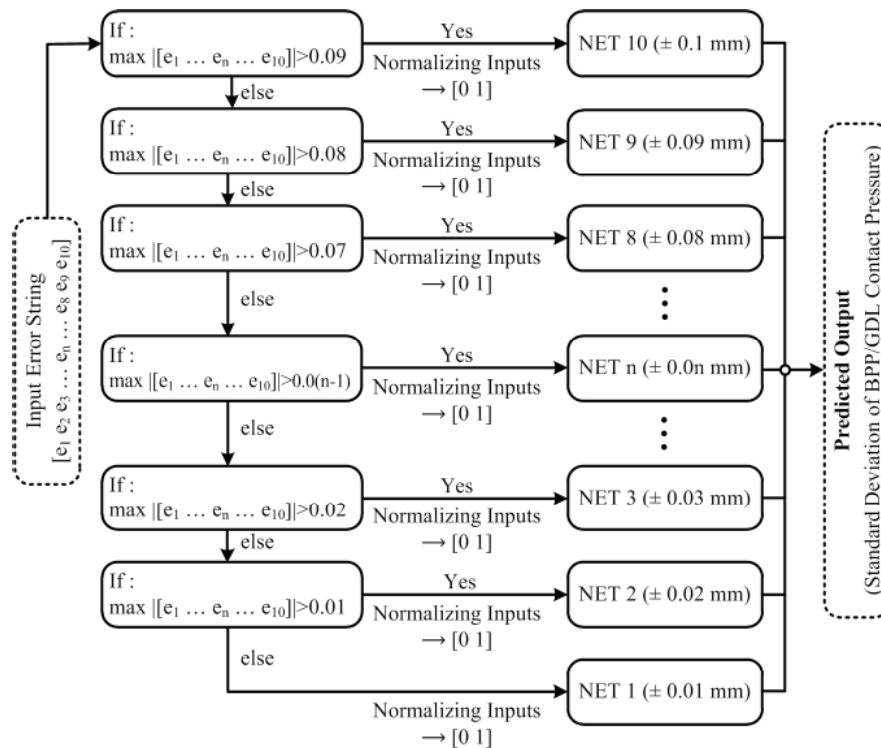 Input Error String
[e₁ e₂ e₃ … eₙ … e₈ e₉ e₁₀]
If :
max |[e₁ … eₙ … e₁₀]|>0.09
Yes
Normalizing Inputs
→ [0 1]
NET 10 (± 0.1 mm)
else
If :
max |[e₁ … eₙ … e₁₀]|>0.08
Yes
Normalizing Inputs
→ [0 1]
NET 9 (± 0.09 mm)
else
If :
max |[e₁ … eₙ … e₁₀]|>0.07
Yes
Normalizing Inputs
→ [0 1]
NET 8 (± 0.08 mm)
else
If :
max |[e₁ … eₙ … e₁₀]|>0.0(n-1)
Yes
Normalizing Inputs
→ [0 1]
NET n (± 0.0n mm)
else
If :
max |[e₁ … eₙ … e₁₀]|>0.02
Yes
Normalizing Inputs
→ [0 1]
NET 3 (± 0.03 mm)
else
If :
max |[e₁ … eₙ … e₁₀]|>0.01
Yes
Normalizing Inputs
→ [0 1]
NET 2 (± 0.02 mm)
else
Normalizing Inputs
→ [0 1]
NET 1 (± 0.01 mm)
Predicted Output
(Standard Deviation of BPP/GDL Contact Pressure)